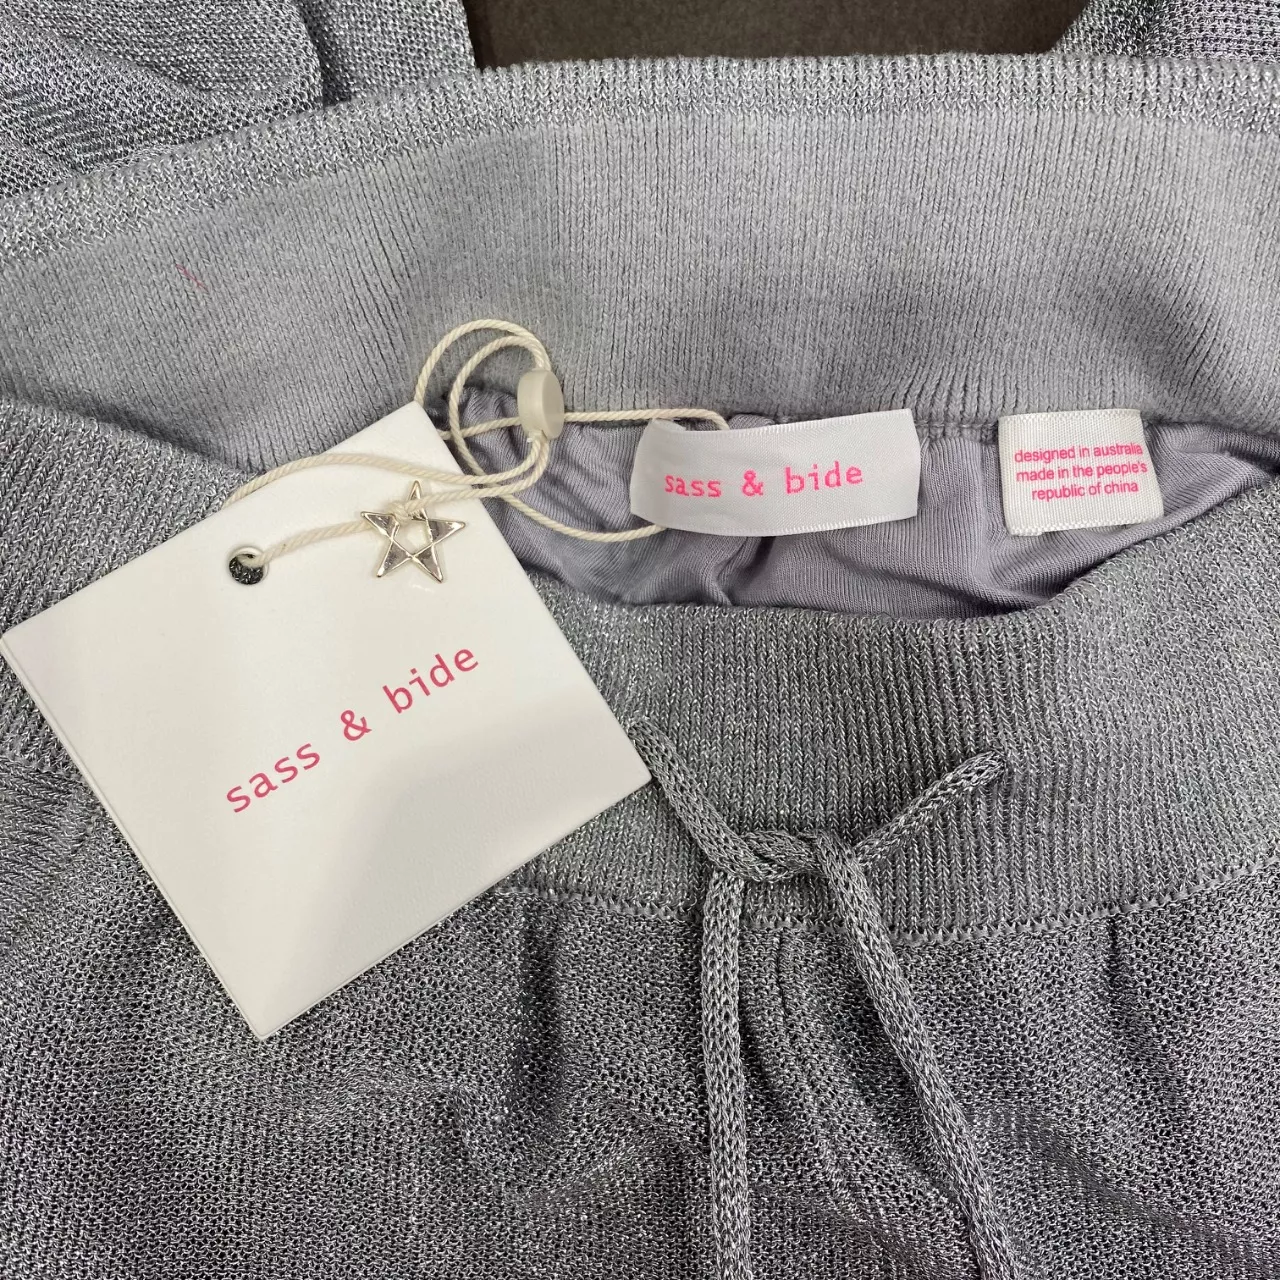 sass & bide
designed in australia
made in the people's
republic of china
sass & bide